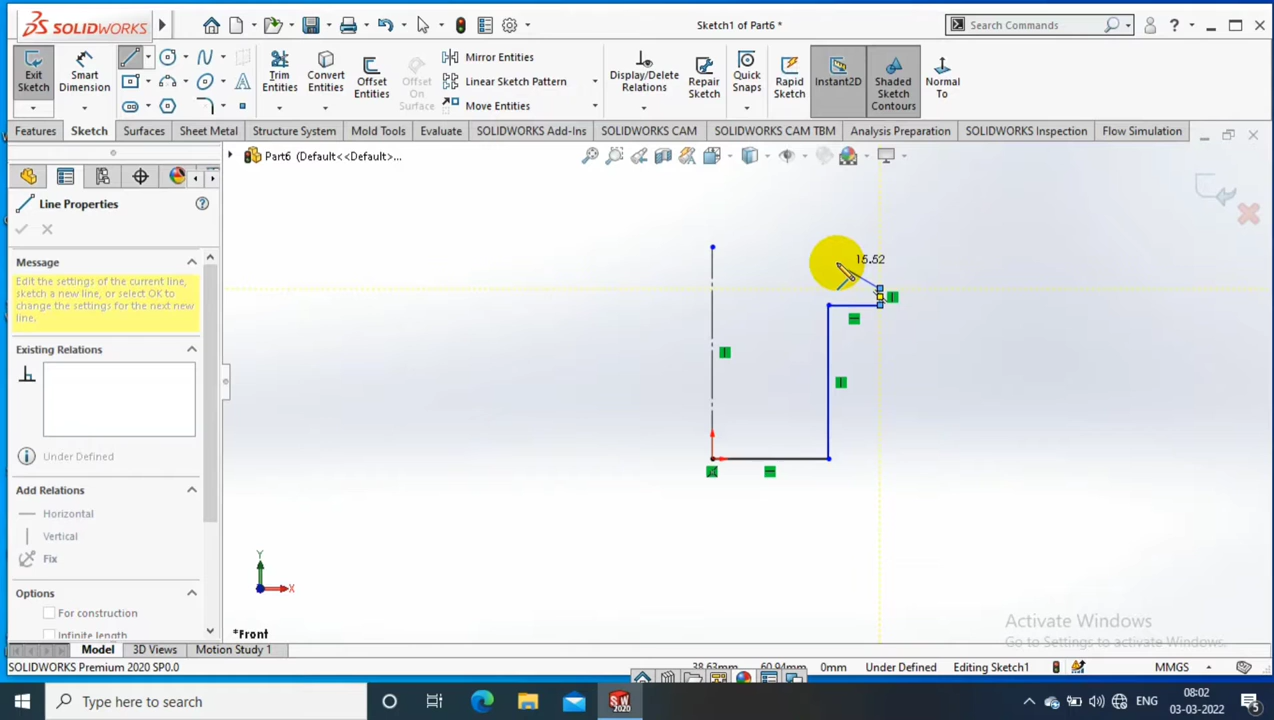 SOLIDWORKS
Sketch1 of Part6 *
Search Commands
Exit Sketch
Smart Dimension
Trim Entities
Convert Entities
Offset Entities
Offset On Surface
Mirror Entities
Linear Sketch Pattern
Move Entities
Display/Delete Relations
Repair Sketch
Quick Snaps
Rapid Sketch
Instant2D
Shaded Sketch Contours
Normal To
Features
Sketch
Surfaces
Sheet Metal
Structure System
Mold Tools
Evaluate
SOLIDWORKS Add-Ins
SOLIDWORKS CAM
SOLIDWORKS CAM TBM
Analysis Preparation
SOLIDWORKS Inspection
Flow Simulation
Part6 (Default<<Default>...
Line Properties
Message
Edit the settings of the current line,
sketch a new line, or select OK to
change the settings for the next new
line.
Existing Relations
Under Defined
Add Relations
Horizontal
Vertical
Fix
Options
For construction
Infinite length
15.52
Y
X
*Front
Activate Windows
Go to Settings to activate Windows.
Model
3D Views
Motion Study 1
SOLIDWORKS Premium 2020 SP0.0
38.63mm
60.94mm
0mm
Under Defined
Editing Sketch1
MMGS
Type here to search
SW
2020
ENG
08:02
03-03-2022
5